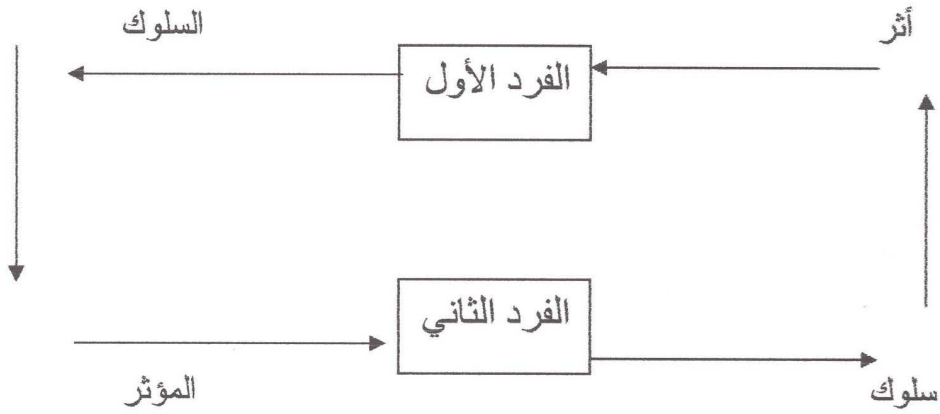 أثر
السلوك
الفرد الأول
الفرد الثاني
سلوك
المؤثر